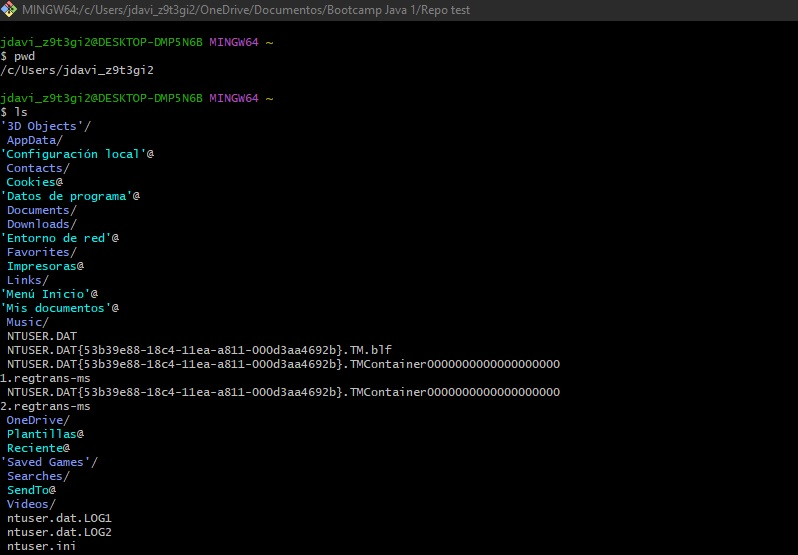 MINGW64:/c/Users/jdavi_z9t3gi2/OneDrive/Documentos/Bootcamp Java 1/Repo test
jdavi_z9t3gi2@DESKTOP-DMP5N6B MINGW64 ~
$ pwd
/c/Users/jdavi_z9t3gi2
jdavi_z9t3gi2@DESKTOP-DMP5N6B MINGW64 ~
$ ls
'3D Objects'/
AppData/
'Configuración local'@
Contacts/
Cookies@
'Datos de programa'@
Documents/
Downloads/
'Entorno de red'@
Favorites/
Impresoras@
Links/
'Menú Inicio'@
'Mis documentos'@
Music/
NTUSER.DAT
NTUSER.DAT{53b39e88-18c4-11ea-a811-000d3aa4692b}.TM.blf
NTUSER.DAT{53b39e88-18c4-11ea-a811-000d3aa4692b}.TMContainer0000000000000000000
1.regtrans-ms
NTUSER.DAT{53b39e88-18c4-11ea-a811-000d3aa4692b}.TMContainer0000000000000000000
2.regtrans-ms
OneDrive/
Plantillas@
Reciente@
'Saved Games'/
Searches/
SendTo@
Videos/
ntuser.dat.LOG1
ntuser.dat.LOG2
ntuser.ini